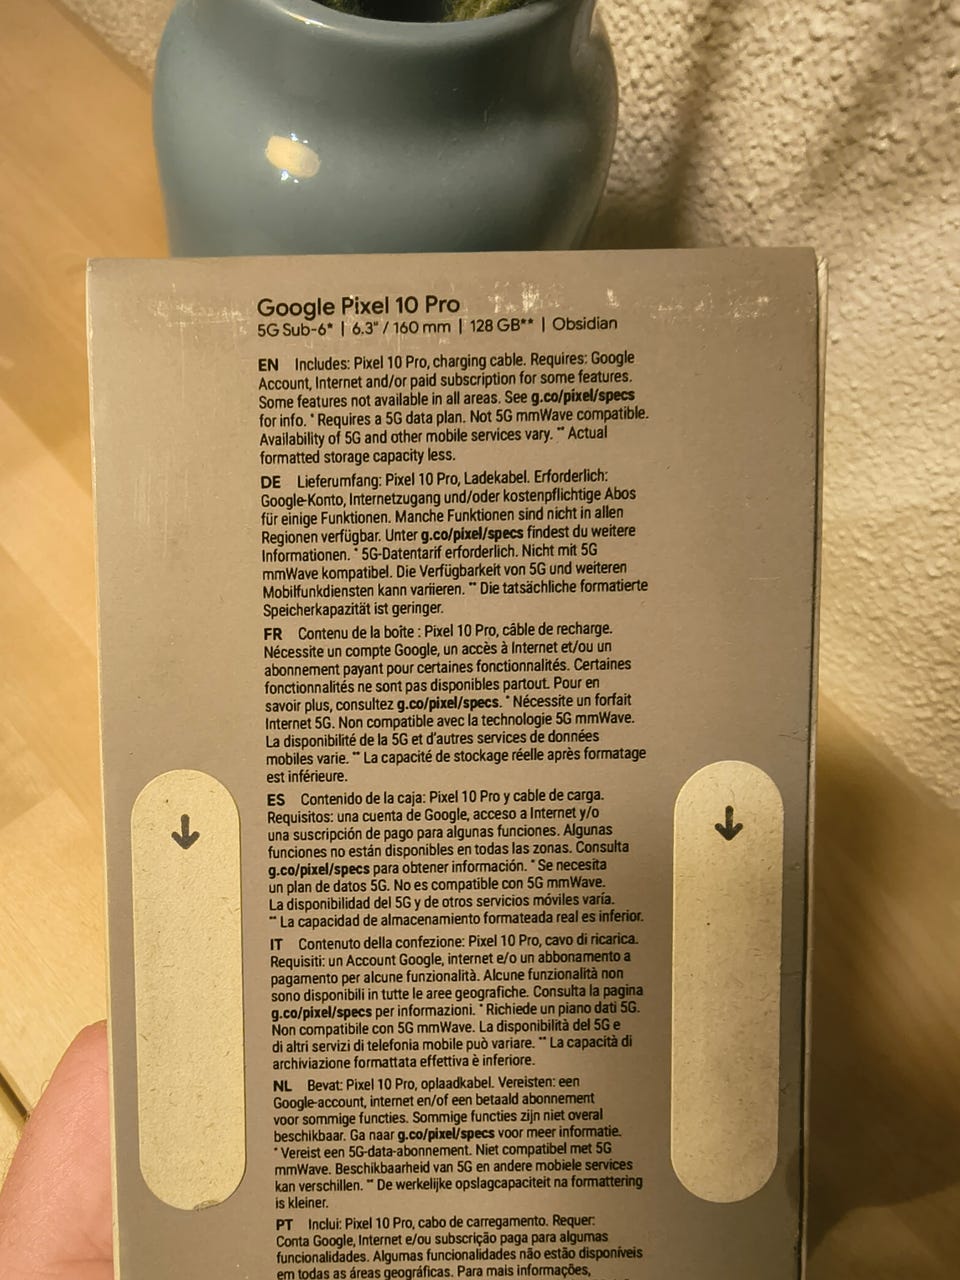 Google Pixel 10 Pro
5G Sub-6* | 6.3" / 160 mm | 128 GB** | Obsidian
EN Includes: Pixel 10 Pro, charging cable. Requires: Google
Account, Internet and/or paid subscription for some features.
Some features not available in all areas. See g.co/pixel/specs
for info. * Requires a 5G data plan. Not 5G mmWave compatible.
Availability of 5G and other mobile services vary. ** Actual
formatted storage capacity less.
DE Lieferumfang: Pixel 10 Pro, Ladekabel. Erforderlich:
Google-Konto, Internetzugang und/oder kostenpflichtige Abos
für einige Funktionen. Manche Funktionen sind nicht in allen
Regionen verfügbar. Unter g.co/pixel/specs findest du weitere
Informationen. * 5G-Datentarif erforderlich. Nicht mit 5G
mmWave kompatibel. Die Verfügbarkeit von 5G und weiteren
Mobilfunkdiensten kann variieren. ** Die tatsächliche formatierte
Speicherkapazität ist geringer.
FR Contenu de la boîte : Pixel 10 Pro, câble de recharge.
Nécessite un compte Google, un accès à Internet et/ou un
abonnement payant pour certaines fonctionnalités. Certaines
fonctionnalités ne sont pas disponibles partout. Pour en
savoir plus, consultez g.co/pixel/specs. * Nécessite un forfait
Internet 5G. Non compatible avec la technologie 5G mmWave.
La disponibilité de la 5G et d'autres services de données
mobiles varie. ** La capacité de stockage réelle après formatage
est inférieure.
ES Contenido de la caja: Pixel 10 Pro y cable de carga.
Requisitos: una cuenta de Google, acceso a Internet y/o
una suscripción de pago para algunas funciones. Algunas
funciones no están disponibles en todas las zonas. Consulta
g.co/pixel/specs para obtener información. * Se necesita
un plan de datos 5G. No es compatible con 5G mmWave.
La disponibilidad del 5G y de otros servicios móviles varía.
** La capacidad de almacenamiento formateada real es inferior.
IT Contenuto della confezione: Pixel 10 Pro, cavo di ricarica.
Requisiti: un Account Google, internet e/o un abbonamento a
pagamento per alcune funzionalità. Alcune funzionalità non
sono disponibili in tutte le aree geografiche. Consulta la pagina
g.co/pixel/specs per informazioni. * Richiede un piano dati 5G.
Non compatibile con 5G mmWave. La disponibilità del 5G e
di altri servizi di telefonia mobile può variare. ** La capacità di
archiviazione formattata effettiva è inferiore.
NL Bevat: Pixel 10 Pro, oplaadkabel. Vereisten: een
Google-account, internet en/of een betaald abonnement
voor sommige functies. Sommige functies zijn niet overal
beschikbaar. Ga naar g.co/pixel/specs voor meer informatie.
* Vereist een 5G-data-abonnement. Niet compatibel met 5G
mmWave. Beschikbaarheid van 5G en andere mobiele services
kan verschillen. ** De werkelijke opslagcapaciteit na formattering
is kleiner.
PT Inclui: Pixel 10 Pro, cabo de carregamento. Requer:
Conta Google, Internet e/ou subscrição paga para algumas
funcionalidades. Algumas funcionalidades não estão disponíveis
em todas as áreas geográficas. Para mais informações,